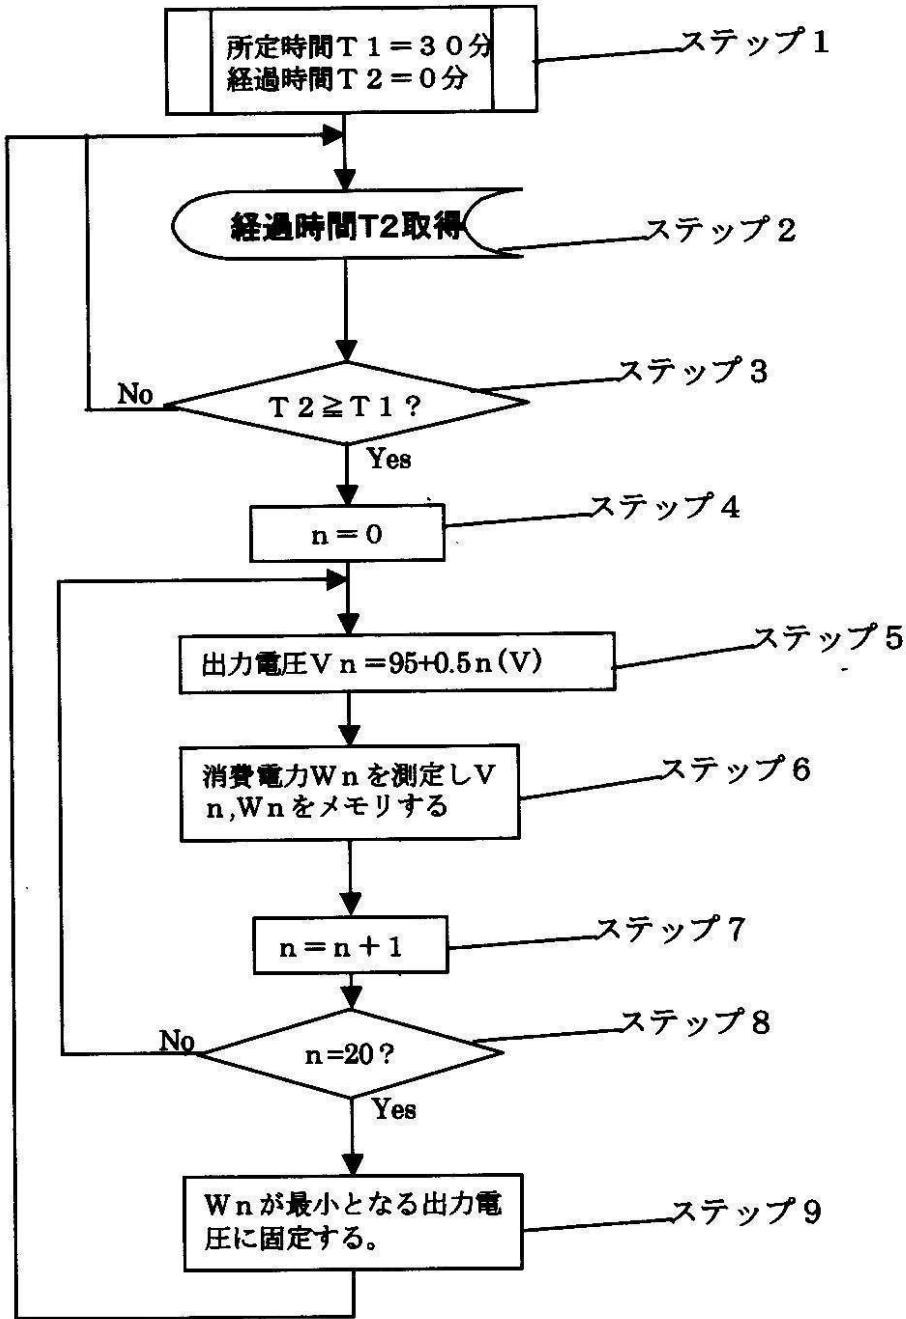 所定時間T1＝30分
経過時間T2＝0分
ステップ1
経過時間T2取得
ステップ2
ステップ3
No
T2≧T1?
Yes
ステップ4
n＝0
ステップ5
出力電圧Vn＝95+0.5n(V)
ステップ6
消費電力Wnを測定しV
n,Wnをメモリする
ステップ7
n＝n＋1
ステップ8
No
n=20?
Yes
ステップ9
Wnが最小となる出力電
圧に固定する。